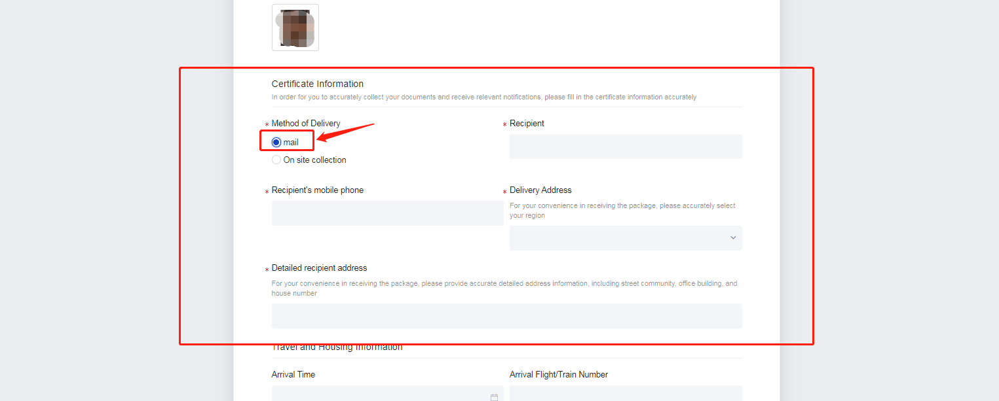 Certificate Information
In order for you to accurately collect your documents and receive relevant notifications, please fill in the certificate information accurately
* Method of Delivery
mail
On site collection
* Recipient
* Recipient's mobile phone
* Delivery Address
For your convenience in receiving the package, please accurately select
your region
* Detailed recipient address
For your convenience in receiving the package, please provide accurate detailed address information, including street community, office building, and
house number
Travel and Housing Information
Arrival Time
Arrival Flight/Train Number